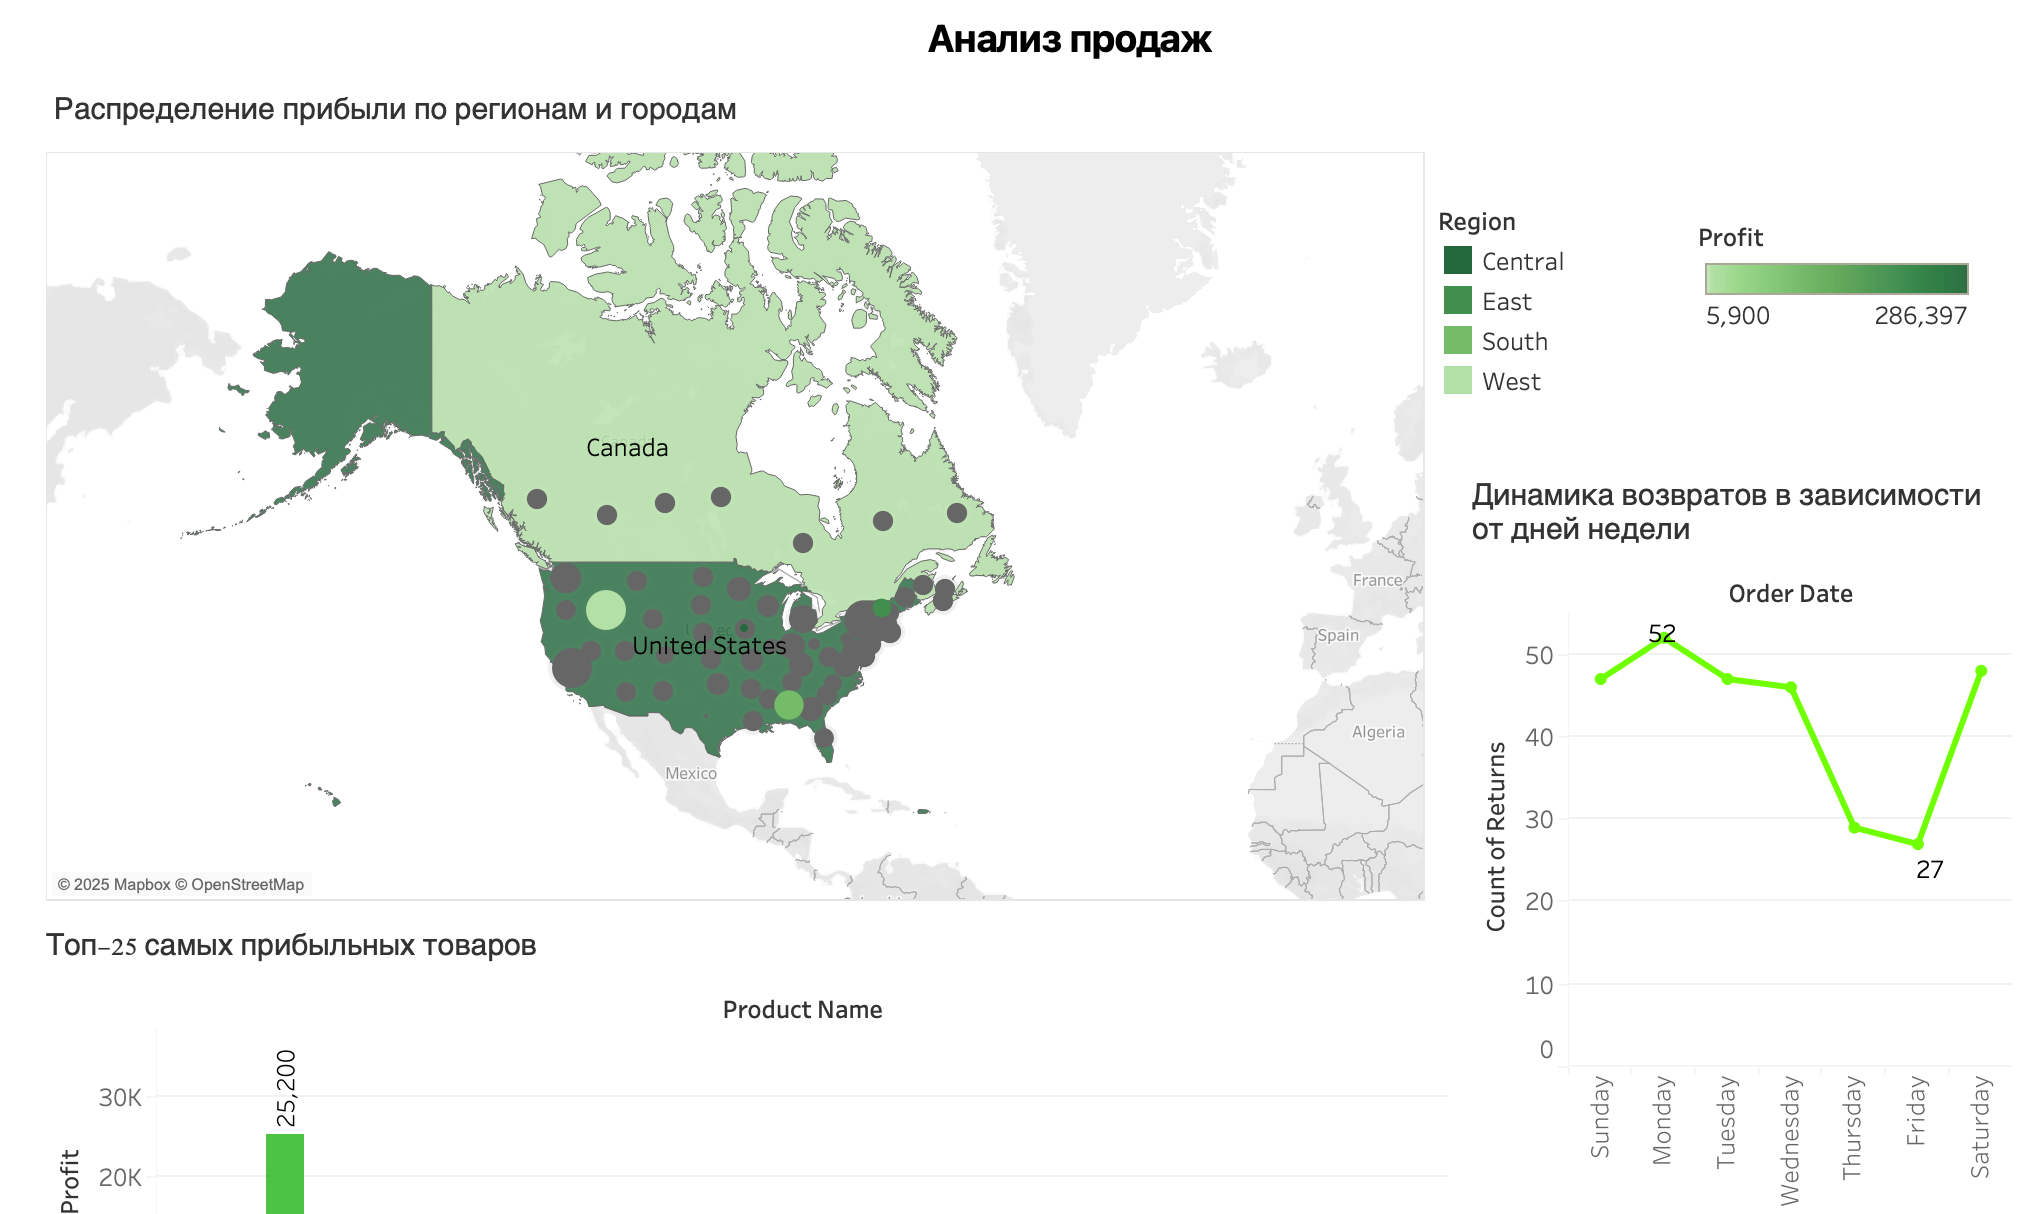 Анализ продаж
Распределение прибыли по регионам и городам
Canada
United States
Mexico
France
Spain
Algeria
© 2025 Mapbox © OpenStreetMap
Region
Central
East
South
West
Profit
5,900
286,397
Динамика возвратов в зависимости
от дней недели
Order Date
Count of Returns
50
40
30
20
10
0
52
27
Sunday
Monday
Tuesday
Wednesday
Thursday
Friday
Saturday
Топ-25 самых прибыльных товаров
Product Name
Profit
30K
20K
25,200